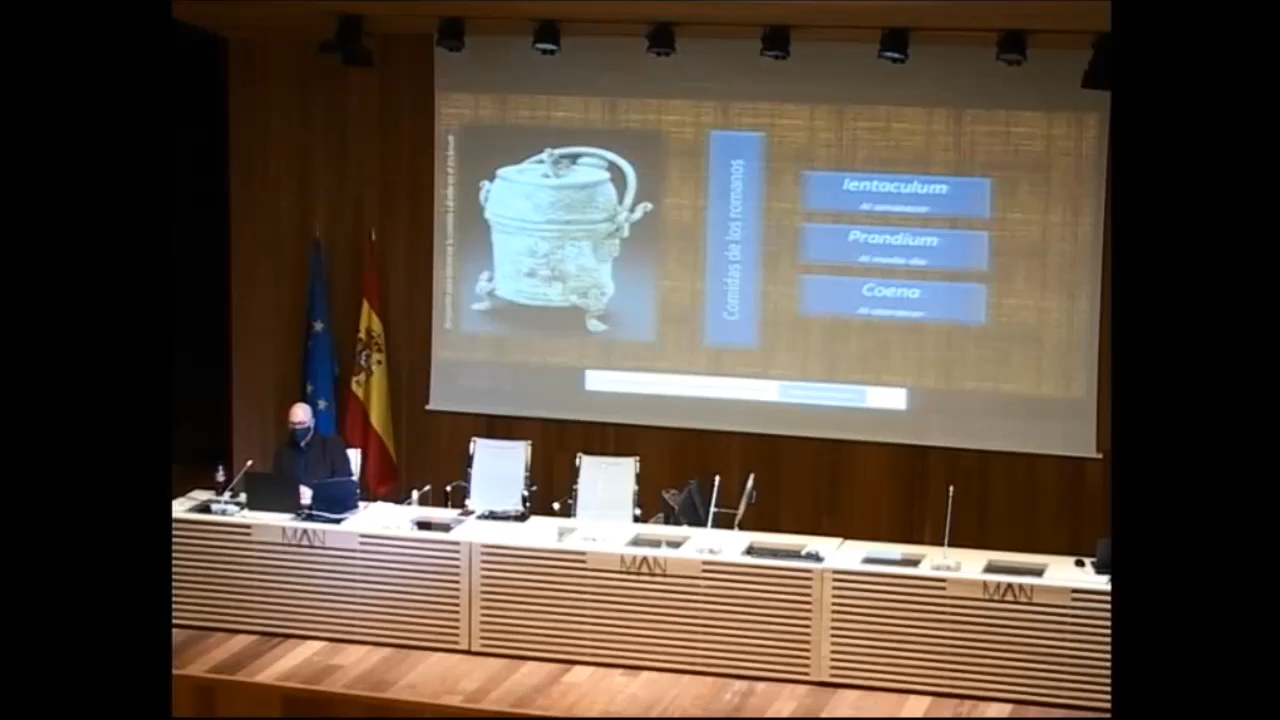 Comidas de los romanos
Ientaculum
Al amanecer
Prandium
Al medio día
Coena
Al atardecer
MAN
MAN
MAN